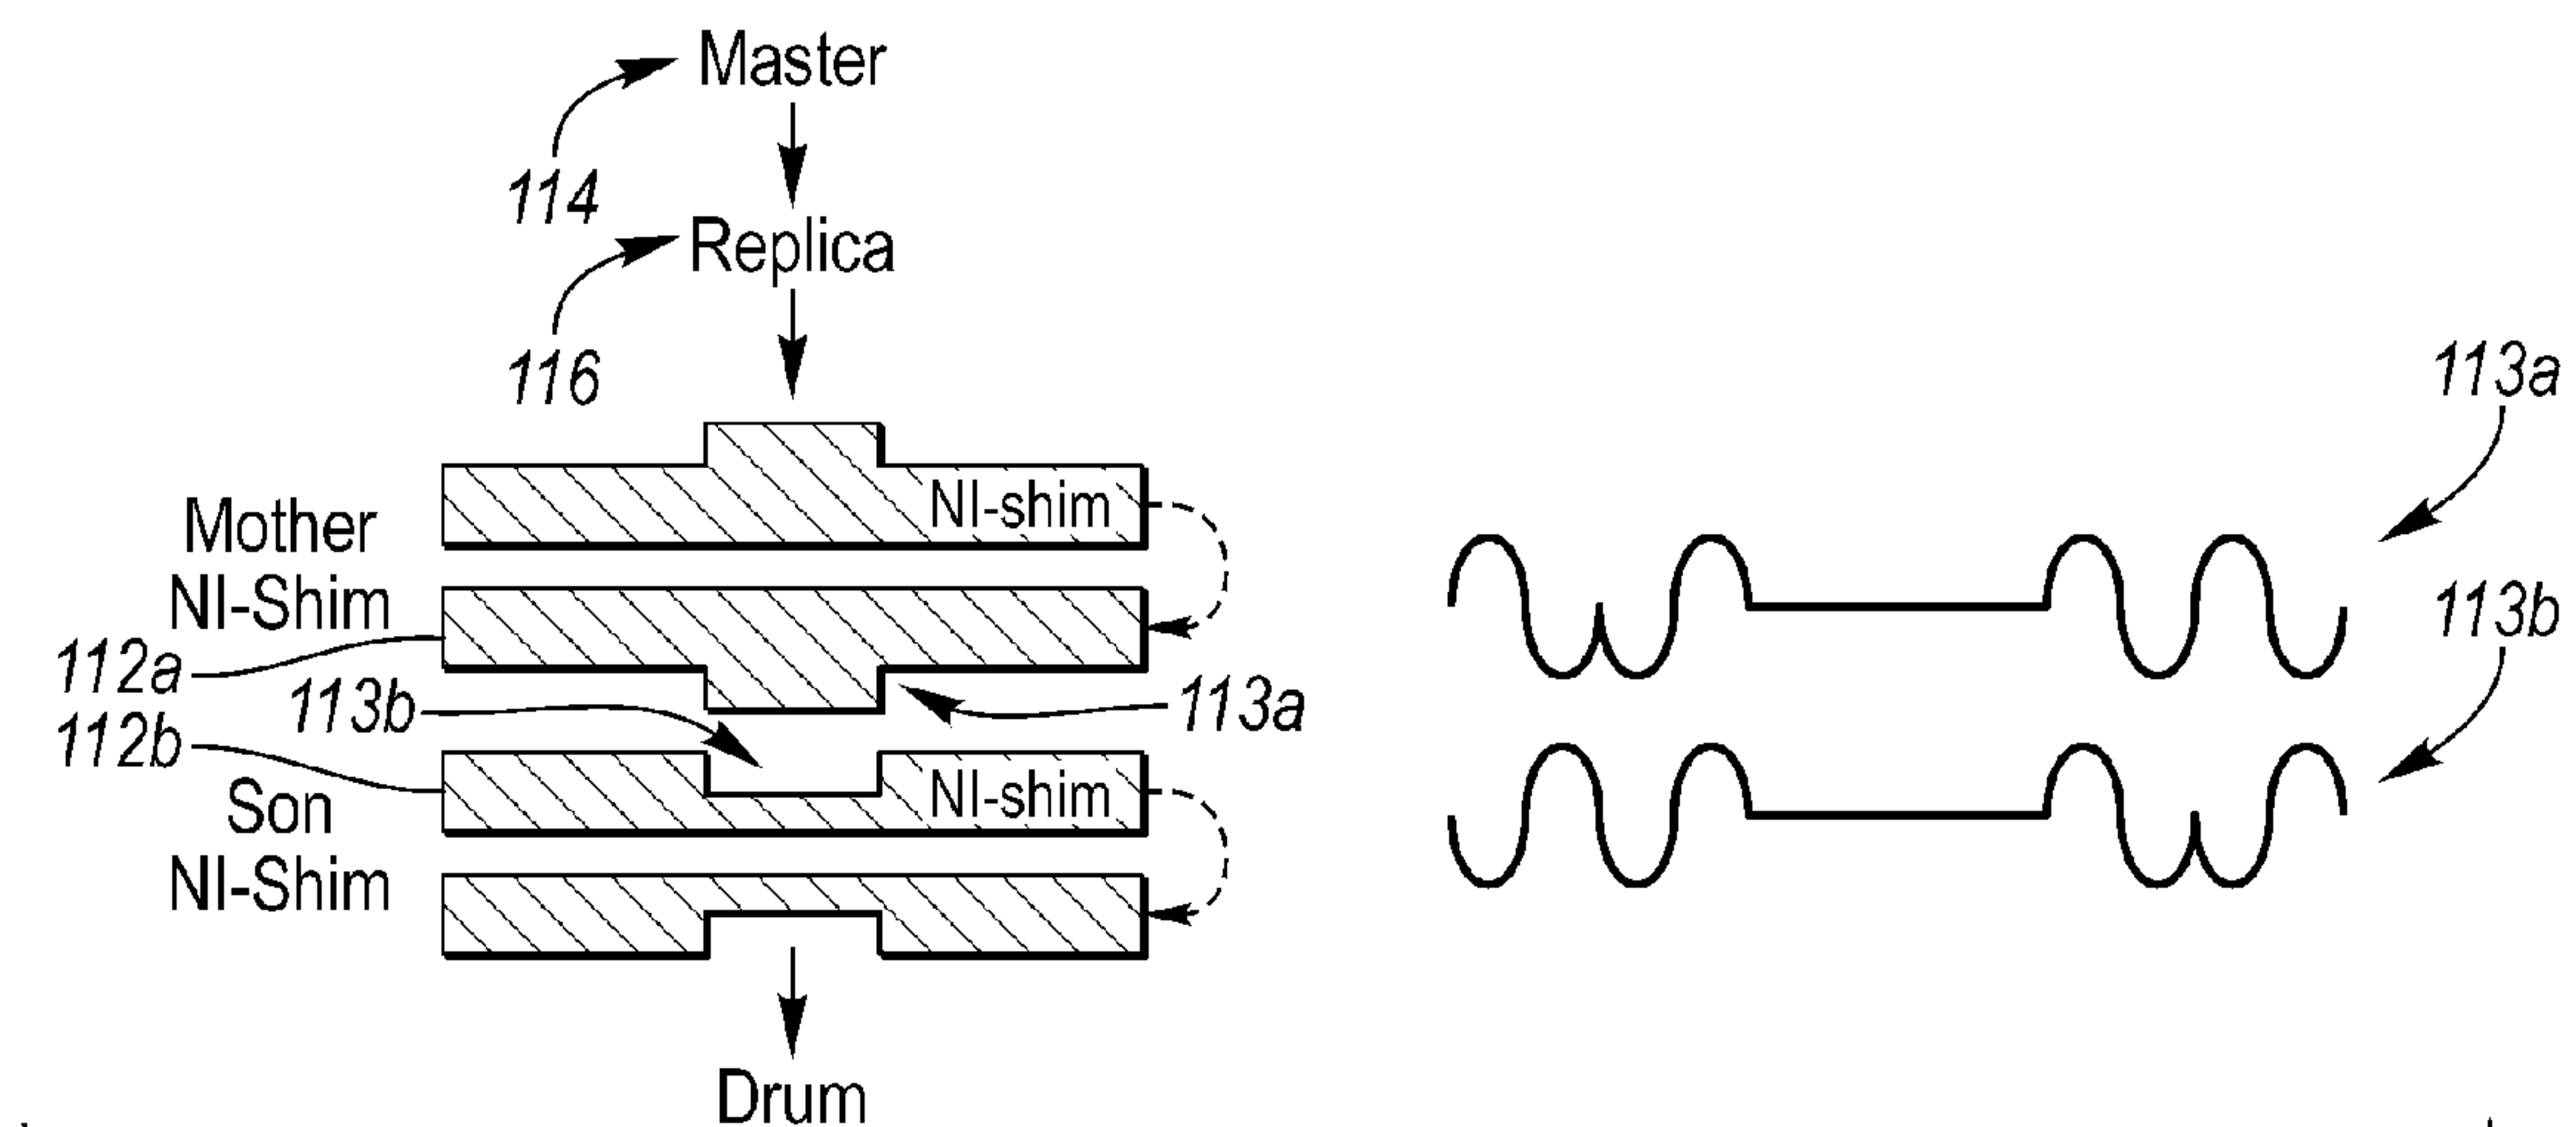 Master
114
Replica
116
113a
NI-shim
Mother
NI-Shim
113b
112a
113b
113a
112b
NI-shim
Son
NI-Shim
Drum